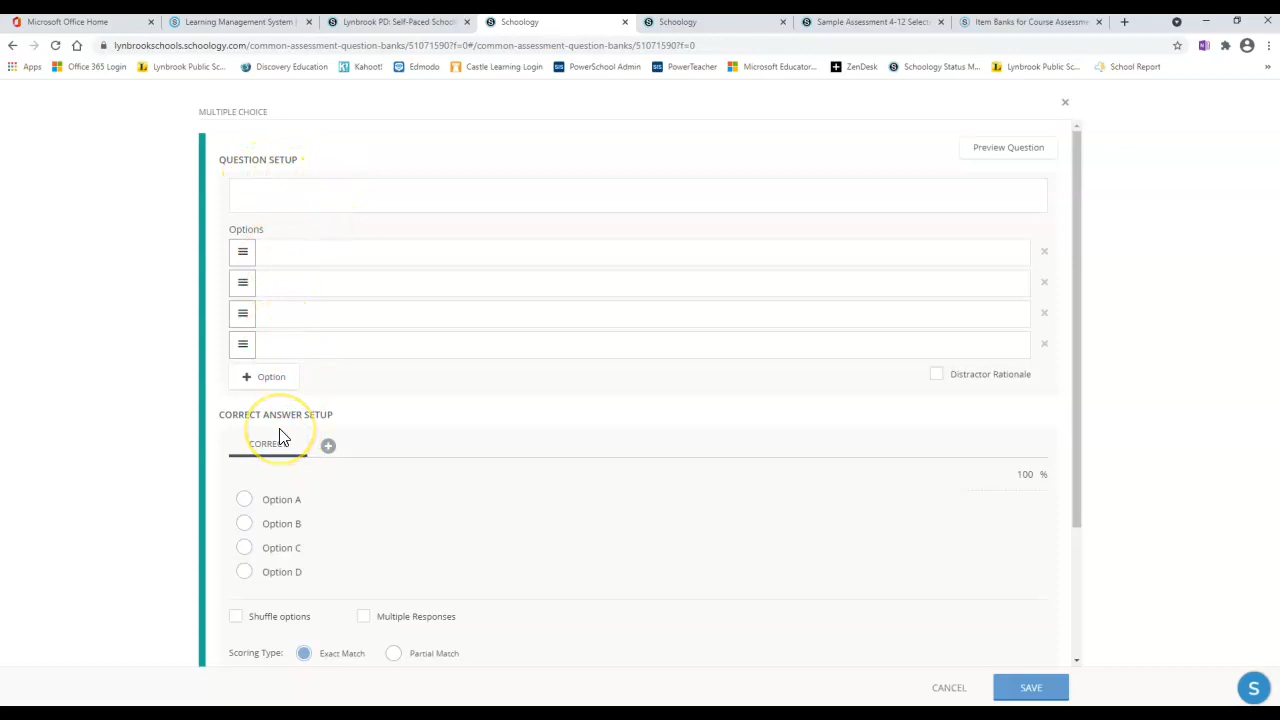 Microsoft Office Home
Learning Management System |
Lynbrook PD: Self-Paced Schoolo
Schoology
Schoology
Sample Assessment 4-12 Select
Item Banks for Course Assessme
lynbrookschools.schoology.com/common-assessment-question-banks/51071590?f=0#/common-assessment-question-banks/51071590?f=0
Apps
Office 365 Login
Lynbrook Public Sc...
Discovery Education
Kahoot!
Edmodo
Castle Learning Login
PowerSchool Admin
PowerTeacher
Microsoft Educator...
ZenDesk
Schoology Status M...
Lynbrook Public Sc...
School Report
MULTIPLE CHOICE
QUESTION SETUP
Preview Question
Options
+ Option
Distractor Rationale
CORRECT ANSWER SETUP
CORRECT
100 %
Option A
Option B
Option C
Option D
Shuffle options
Multiple Responses
Scoring Type:
Exact Match
Partial Match
CANCEL
SAVE
S